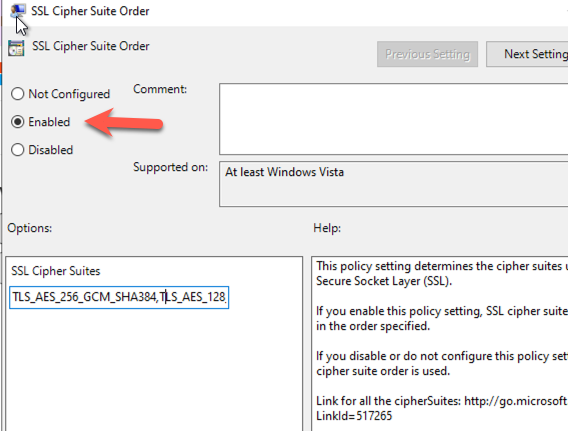 SSL Cipher Suite Order
SSL Cipher Suite Order
Previous Setting
Next Setting
Not Configured
Comment:
Enabled
Disabled
Supported on:
At least Windows Vista
Options:
Help:
SSL Cipher Suites
TLS_AES_256_GCM_SHA384,TLS_AES_128_
This policy setting determines the cipher suites u
Secure Socket Layer (SSL).
If you enable this policy setting, SSL cipher suite
in the order specified.
If you disable or do not configure this policy set
cipher suite order is used.
Link for all the cipherSuites: http://go.microsoft
LinkId=517265